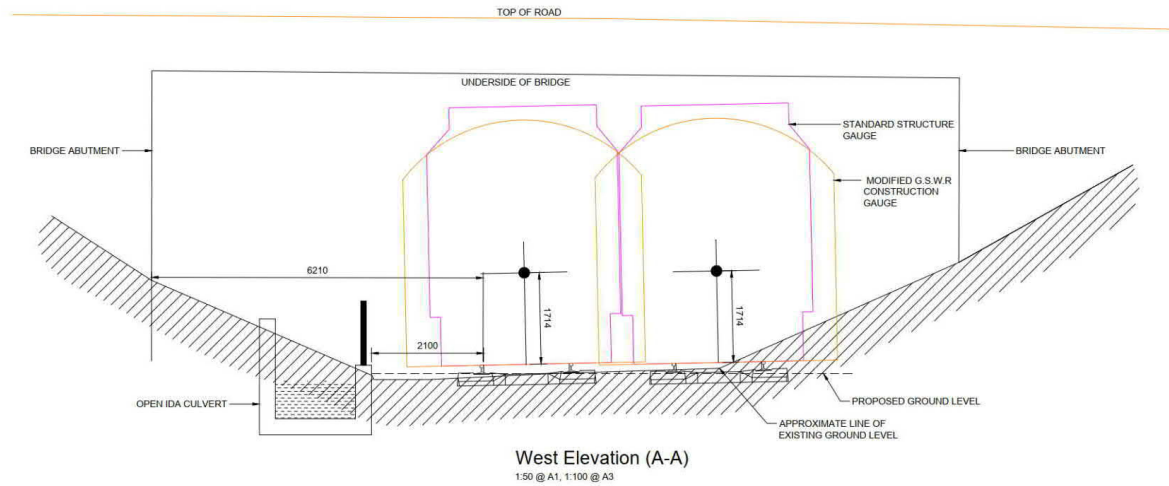 TOP OF ROAD
UNDERSIDE OF BRIDGE
STANDARD STRUCTURE
GAUGE
BRIDGE ABUTMENT
BRIDGE ABUTMENT
MODIFIED G.S.W.R
CONSTRUCTION
GAUGE
6210
1714
1714
2100
OPEN IDA CULVERT
PROPOSED GROUND LEVEL
APPROXIMATE LINE OF
EXISTING GROUND LEVEL
West Elevation (A-A)
1:50 @ A1, 1:100 @ A3